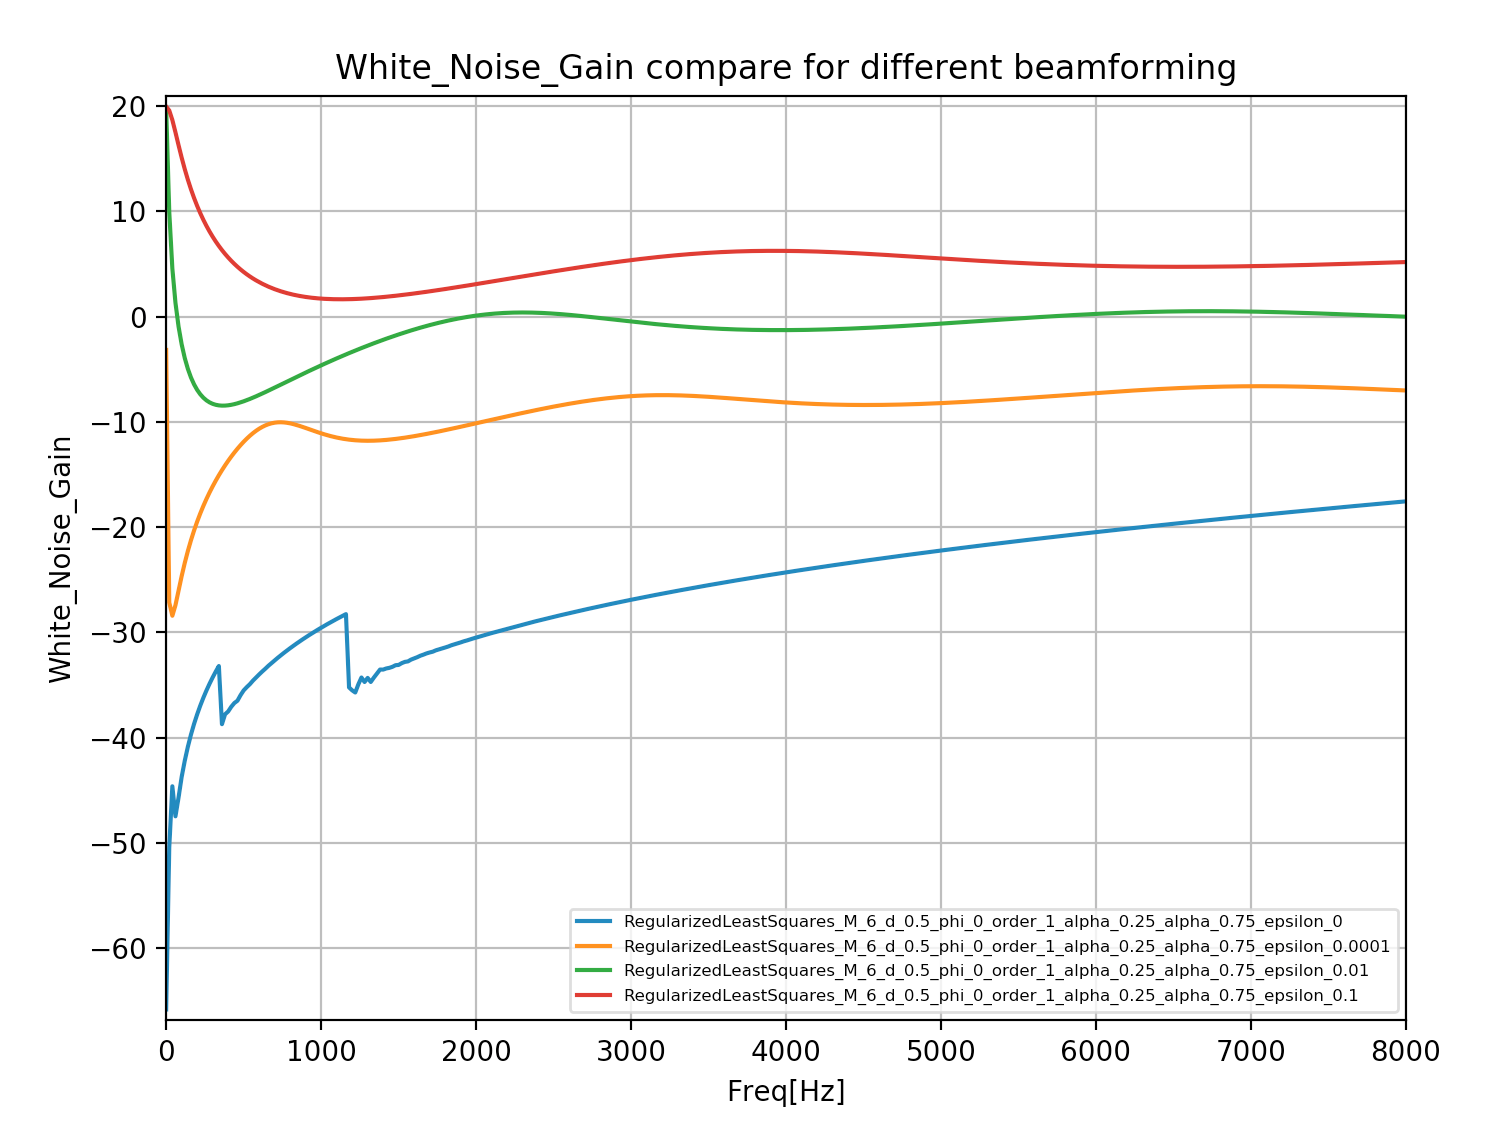 White_Noise_Gain compare for different beamforming
20
10
0
−10
−20
−30
−40
−50
−60
White_Noise_Gain
RegularizedLeastSquares_M_6_d_0.5_phi_0_order_1_alpha_0.25_alpha_0.75_epsilon_0
RegularizedLeastSquares_M_6_d_0.5_phi_0_order_1_alpha_0.25_alpha_0.75_epsilon_0.0001
RegularizedLeastSquares_M_6_d_0.5_phi_0_order_1_alpha_0.25_alpha_0.75_epsilon_0.01
RegularizedLeastSquares_M_6_d_0.5_phi_0_order_1_alpha_0.25_alpha_0.75_epsilon_0.1
0 1000 2000 3000 4000 5000 6000 7000 8000
Freq[Hz]